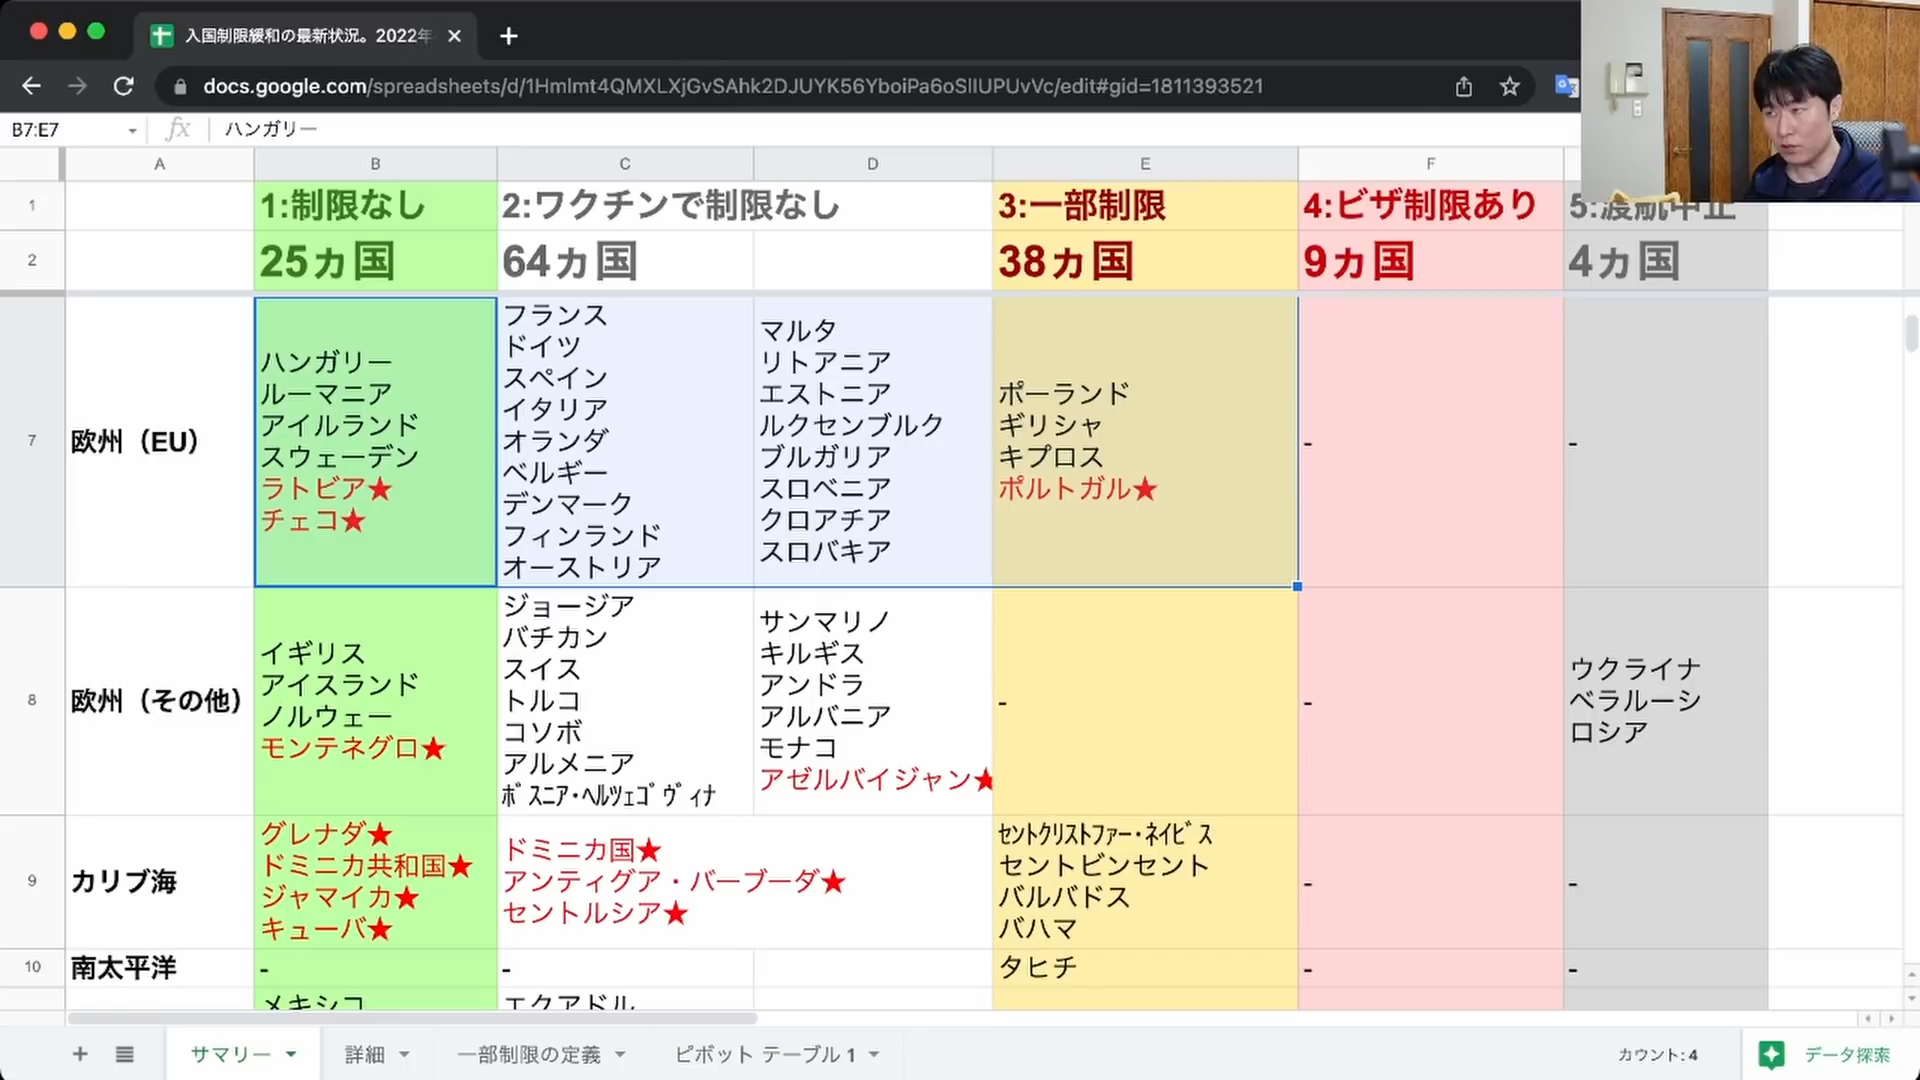 入国制限緩和の最新状況。2022年
docs.google.com/spreadsheets/d/1Hmlmt4QMXLXjGvSAhk2DJUYK56YboiPa6oSlIUPUvVc/edit#gid=1811393521
B7:E7
fx
ハンガリー
A B C D E F
1
1:制限なし
2:ワクチンで制限なし
3:一部制限
4:ビザ制限あり
5:渡航中止
2
25ヵ国
64ヵ国
38ヵ国
9ヵ国
4ヵ国
7
欧州（EU）
ハンガリー
ルーマニア
アイルランド
スウェーデン
ラトビア★
チェコ★
フランス
ドイツ
スペイン
イタリア
オランダ
ベルギー
デンマーク
フィンランド
オーストリア
マルタ
リトアニア
エストニア
ルクセンブルク
ブルガリア
スロベニア
クロアチア
スロバキア
ポーランド
ギリシャ
キプロス
ポルトガル★
-
-
8
欧州（その他）
イギリス
アイスランド
ノルウェー
モンテネグロ★
ジョージア
バチカン
スイス
トルコ
コソボ
アルメニア
ﾎﾞｽﾆｱ･ﾍﾙﾂｪｺﾞｳﾞｨﾅ
サンマリノ
キルギス
アンドラ
アルバニア
モナコ
アゼルバイジャン★
-
-
ウクライナ
ベラルーシ
ロシア
9
カリブ海
グレナダ★
ドミニカ共和国★
ジャマイカ★
キューバ★
ドミニカ国★
アンティグア・バーブーダ★
セントルシア★
ｾﾝﾄｸﾘｽﾄﾌｧｰ･ﾈｲﾋﾞｽ
セントビンセント
バルバドス
バハマ
-
-
10
南太平洋
-
-
タヒチ
-
-
メキシコ
エクアドル
サマリー
詳細
一部制限の定義
ピボット テーブル 1
カウント: 4
データ探索